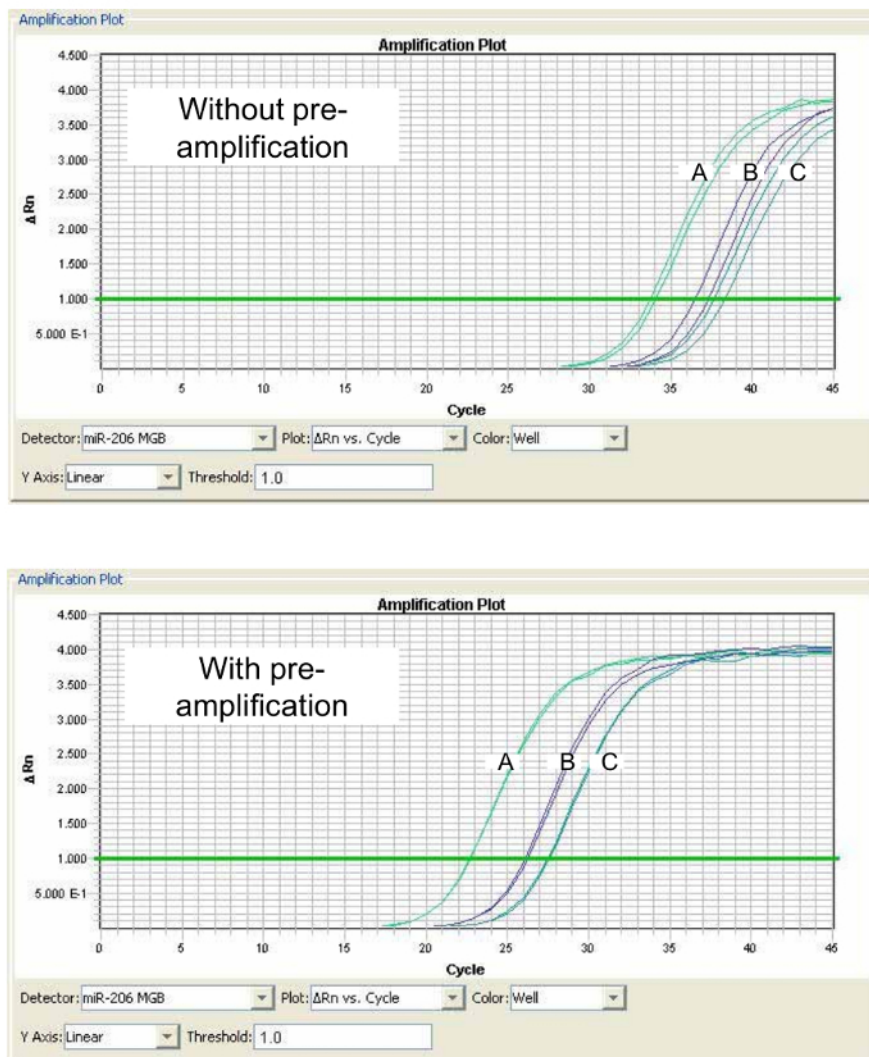 Amplification Plot
Amplification Plot
4.500
4.000
3.500
3.000
2.500
2.000
1.500
1.000
5.000 E-1
ΔRn
Without pre-
amplification
A B C
0 5 10 15 20 25 30 35 40 45
Cycle
Detector: miR-206 MGB Plot: ΔRn vs. Cycle Color: Well
Y Axis: Linear Threshold: 1.0
Amplification Plot
Amplification Plot
4.500
4.000
3.500
3.000
2.500
2.000
1.500
1.000
5.000 E-1
ΔRn
With pre-
amplification
A B C
0 5 10 15 20 25 30 35 40 45
Cycle
Detector: miR-206 MGB Plot: ΔRn vs. Cycle Color: Well
Y Axis: Linear Threshold: 1.0